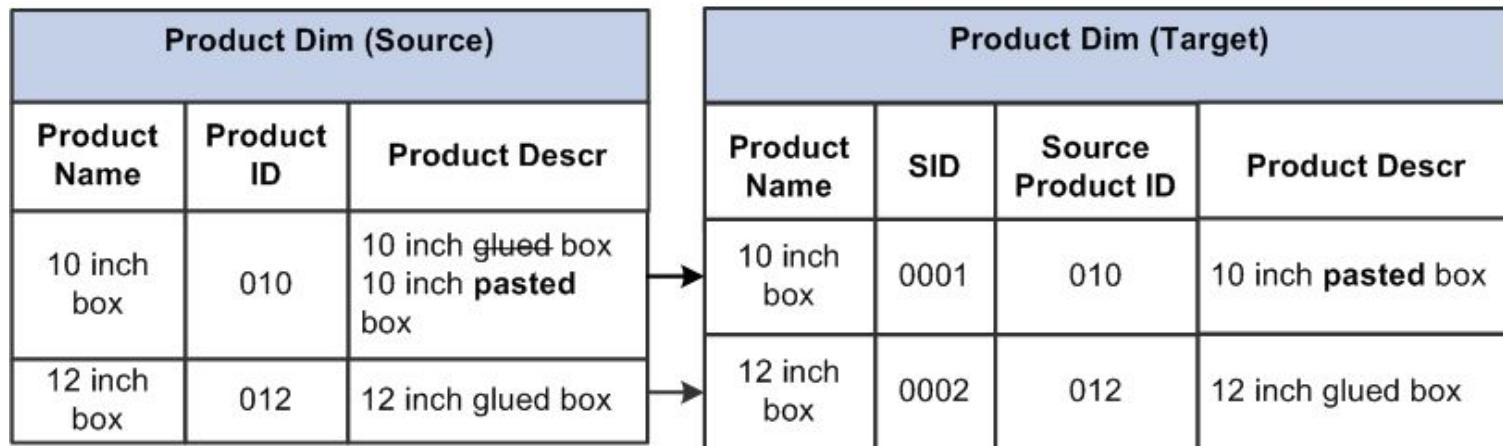 Product Dim (Source)
Product
Name
Product
ID
Product Descr
10 inch
box
010
10 inch glued box
10 inch pasted
box
12 inch
box
012
12 inch glued box
Product Dim (Target)
Product
Name
SID
Source
Product ID
Product Descr
10 inch
box
0001
010
10 inch pasted box
12 inch
box
0002
012
12 inch glued box